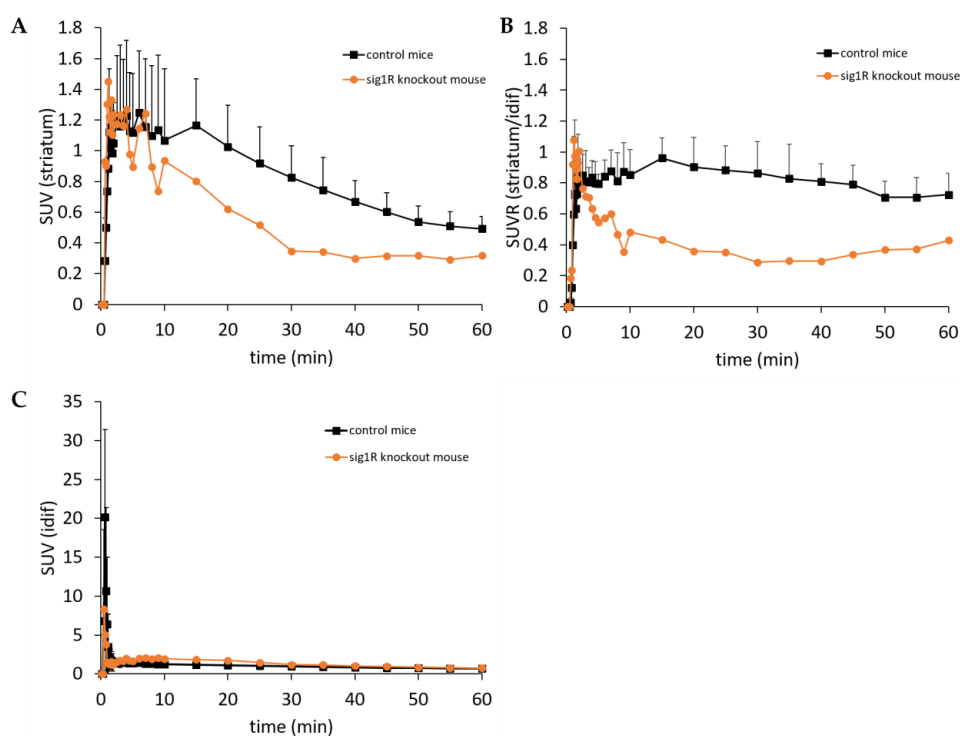 A
SUV (striatum)
1.8
1.6
1.4
1.2
1
0.8
0.6
0.4
0.2
0
control mice
sig1R knockout mouse
0 10 20 30 40 50 60
time (min)
B
SUVR (striatum/idif)
1.8
1.6
1.4
1.2
1
0.8
0.6
0.4
0.2
0
control mice
sig1R knockout mouse
0 10 20 30 40 50 60
time (min)
C
SUV (idif)
35
30
25
20
15
10
5
0
control mice
sig1R knockout mouse
0 10 20 30 40 50 60
time (min)